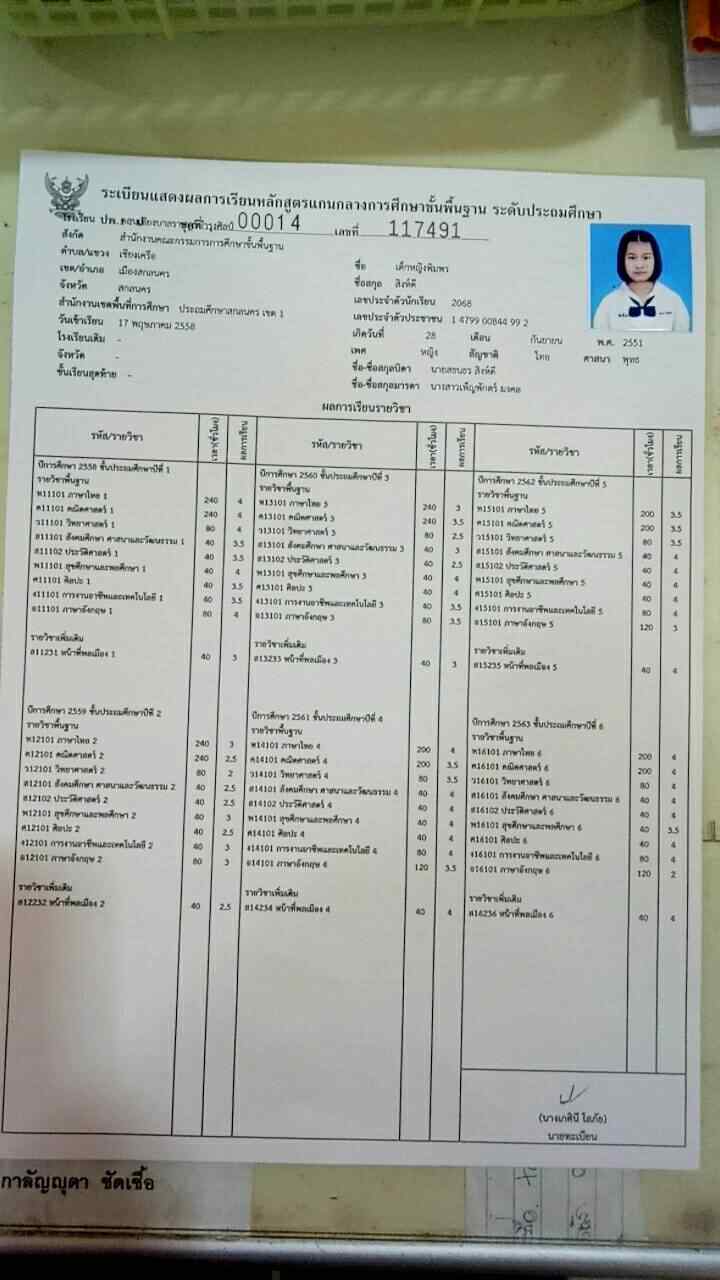 ระเบียนแสดงผลการเรียนหลักสูตรแกนกลางการศึกษาขั้นพื้นฐาน ระดับประถมศึกษา
โรงเรียน ปพ. ชุดที่ 00014 เลขที่ 117491
สังกัด สำนักงานคณะกรรมการการศึกษาขั้นพื้นฐาน
ตำบล/แขวง เชียงเครือ
เขต/อำเภอ เมืองสกลนคร
จังหวัด สกลนคร
สำนักงานเขตพื้นที่การศึกษา ประถมศึกษาสกลนคร เขต 1
วันเข้าเรียน 17 พฤษภาคม 2558
โรงเรียนเดิม -
จังหวัด -
ชั้นเรียนสุดท้าย -
ชื่อ เด็กหญิงพิมพร
ชื่อสกุล สิงห์ดี
เลขประจำตัวนักเรียน 2068
เลขประจำตัวประชาชน 1 4799 00844 99 2
เกิดวันที่ 28 เดือน กันยายน พ.ศ. 2551
เพศ หญิง สัญชาติ ไทย ศาสนา พุทธ
ชื่อ-ชื่อสกุลบิดา สิงห์ดี
ชื่อ-ชื่อสกุลมารดา นางสาวเพ็ญพักตร์ มงคล
ผลการเรียนรายวิชา
รหัส/รายวิชา เวลา(ชั่วโมง) ผลการเรียน
ปีการศึกษา 2558 ชั้นประถมศึกษาปีที่ 1
รายวิชาพื้นฐาน
ท11101 ภาษาไทย 1 240 4
ค11101 คณิตศาสตร์ 1 240 4
ว11101 วิทยาศาสตร์ 1 80 4
ส11101 สังคมศึกษา ศาสนาและวัฒนธรรม 1 40 3.5
ส11102 ประวัติศาสตร์ 1 40 3.5
พ11101 สุขศึกษาและพลศึกษา 1 40 4
ศ11101 ศิลปะ 1 40 3.5
ง11101 การงานอาชีพและเทคโนโลยี 1 40 3.5
อ11101 ภาษาอังกฤษ 1 80 4
รายวิชาเพิ่มเติม
ส11231 หน้าที่พลเมือง 1 40 3
ปีการศึกษา 2559 ชั้นประถมศึกษาปีที่ 2
รายวิชาพื้นฐาน
ท12101 ภาษาไทย 2 240 3
ค12101 คณิตศาสตร์ 2 240 2.5
ว12101 วิทยาศาสตร์ 2 80 2
ส12101 สังคมศึกษา ศาสนาและวัฒนธรรม 2 40 2.5
ส12102 ประวัติศาสตร์ 2 40 2.5
พ12101 สุขศึกษาและพลศึกษา 2 40 3
ศ12101 ศิลปะ 2 40 2.5
ง12101 การงานอาชีพและเทคโนโลยี 2 40 3
อ12101 ภาษาอังกฤษ 2 80 3
รายวิชาเพิ่มเติม
ส12232 หน้าที่พลเมือง 2 40 2.5
รหัส/รายวิชา เวลา(ชั่วโมง) ผลการเรียน
ปีการศึกษา 2560 ชั้นประถมศึกษาปีที่ 3
รายวิชาพื้นฐาน
ท13101 ภาษาไทย 3 240 3
ค13101 คณิตศาสตร์ 3 240 3.5
ว13101 วิทยาศาสตร์ 3 80 2.5
ส13101 สังคมศึกษา ศาสนาและวัฒนธรรม 3 40 3
ส13102 ประวัติศาสตร์ 3 40 2.5
พ13101 สุขศึกษาและพลศึกษา 3 40 4
ศ13101 ศิลปะ 3 40 4
ง13101 การงานอาชีพและเทคโนโลยี 3 40 3.5
อ13101 ภาษาอังกฤษ 3 80 3.5
รายวิชาเพิ่มเติม
ส13233 หน้าที่พลเมือง 3 40 3
ปีการศึกษา 2561 ชั้นประถมศึกษาปีที่ 4
รายวิชาพื้นฐาน
ท14101 ภาษาไทย 4 200 4
ค14101 คณิตศาสตร์ 4 200 3.5
ว14101 วิทยาศาสตร์ 4 80 3.5
ส14101 สังคมศึกษา ศาสนาและวัฒนธรรม 4 40 4
ส14102 ประวัติศาสตร์ 4 40 4
พ14101 สุขศึกษาและพลศึกษา 4 40 4
ศ14101 ศิลปะ 4 40 4
ง14101 การงานอาชีพและเทคโนโลยี 4 80 4
อ14101 ภาษาอังกฤษ 4 120 3.5
รายวิชาเพิ่มเติม
ส14234 หน้าที่พลเมือง 4 40 4
รหัส/รายวิชา เวลา(ชั่วโมง) ผลการเรียน
ปีการศึกษา 2562 ชั้นประถมศึกษาปีที่ 5
รายวิชาพื้นฐาน
ท15101 ภาษาไทย 5 200 3.5
ค15101 คณิตศาสตร์ 5 200 3.5
ว15101 วิทยาศาสตร์ 5 80 3.5
ส15101 สังคมศึกษา ศาสนาและวัฒนธรรม 5 40 4
ส15102 ประวัติศาสตร์ 5 40 4
พ15101 สุขศึกษาและพลศึกษา 5 40 4
ศ15101 ศิลปะ 5 40 4
ง15101 การงานอาชีพและเทคโนโลยี 5 80 4
อ15101 ภาษาอังกฤษ 5 120 3
รายวิชาเพิ่มเติม
ส15235 หน้าที่พลเมือง 5 40 4
ปีการศึกษา 2563 ชั้นประถมศึกษาปีที่ 6
รายวิชาพื้นฐาน
ท16101 ภาษาไทย 6 200 4
ค16101 คณิตศาสตร์ 6 200 4
ว16101 วิทยาศาสตร์ 6 80 4
ส16101 สังคมศึกษา ศาสนาและวัฒนธรรม 6 40 4
ส16102 ประวัติศาสตร์ 6 40 4
พ16101 สุขศึกษาและพลศึกษา 6 40 3.5
ศ16101 ศิลปะ 6 40 4
ง16101 การงานอาชีพและเทคโนโลยี 6 80 4
อ16101 ภาษาอังกฤษ 6 120 2
รายวิชาเพิ่มเติม
ส16236 หน้าที่พลเมือง 6 40 4
(นางเกศินี โอภัย)
นายทะเบียน
กาลัญญุตา ชัดเชื้อ